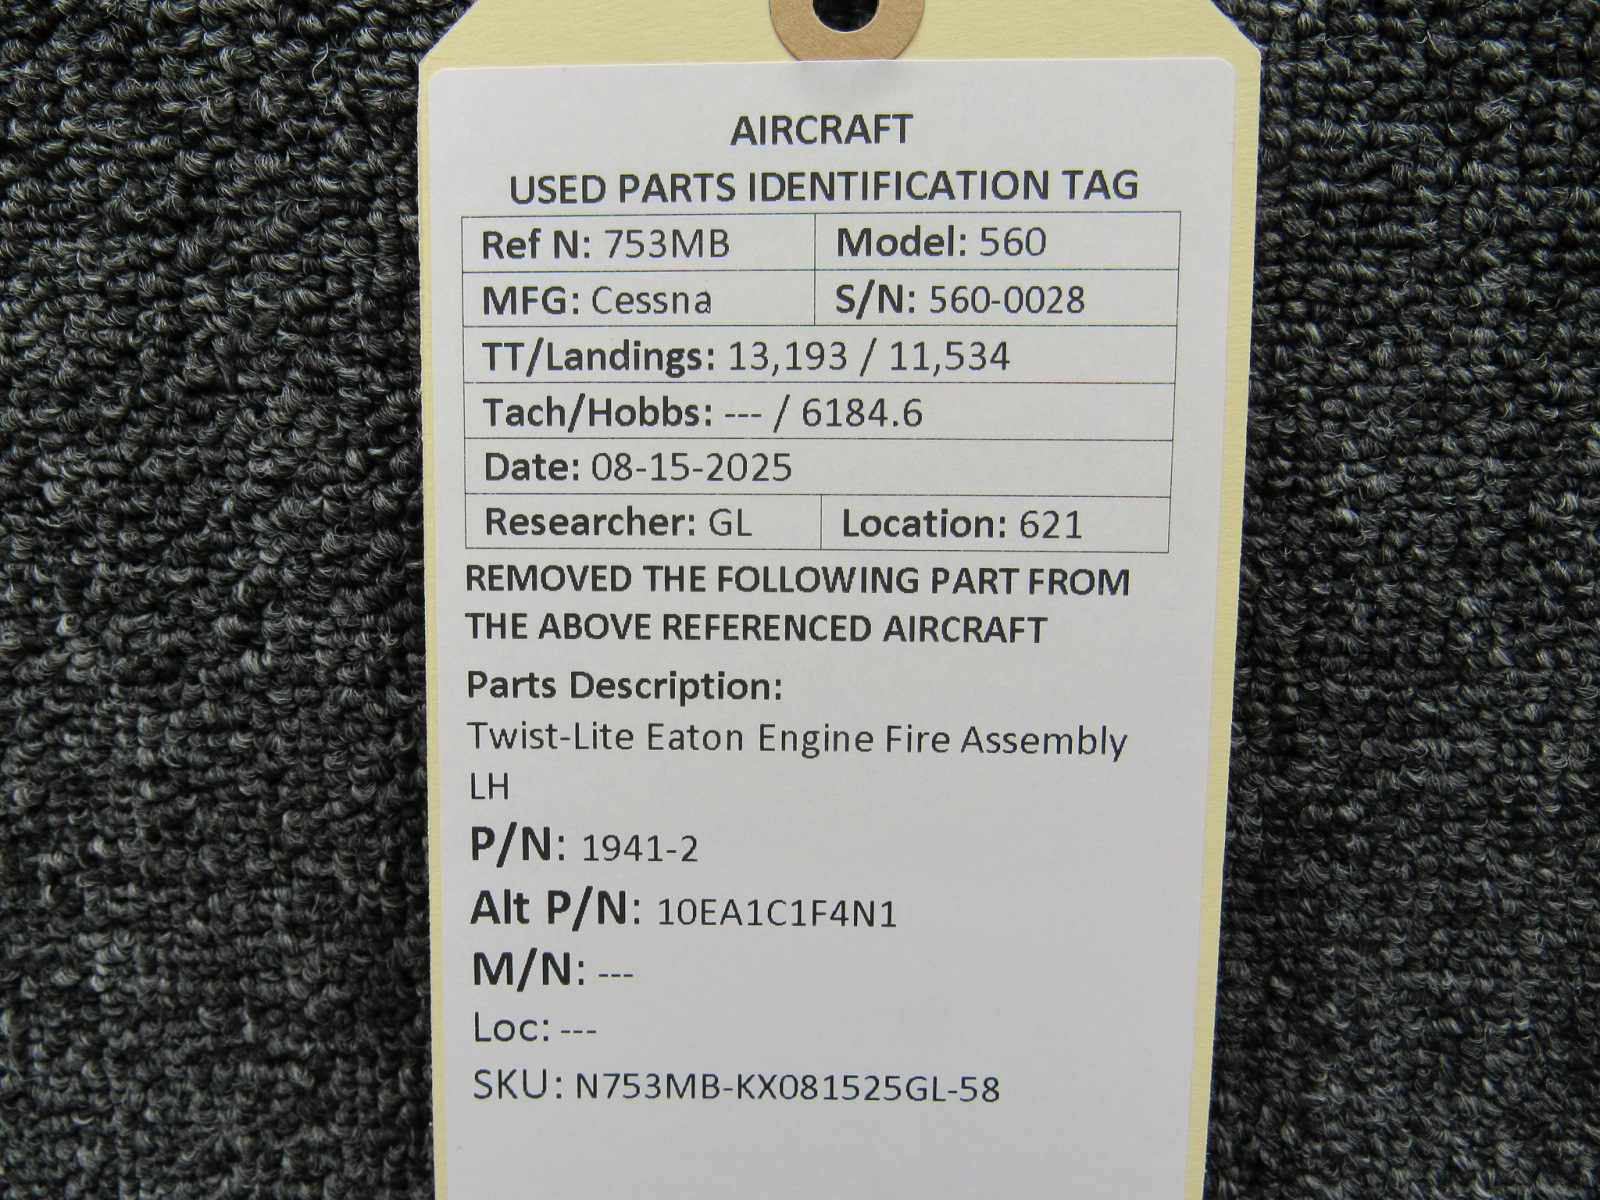 AIRCRAFT
USED PARTS IDENTIFICATION TAG
Ref N: 753MB Model: 560
MFG: Cessna S/N: 560-0028
TT/Landings: 13,193 / 11,534
Tach/Hobbs: --- / 6184.6
Date: 08-15-2025
Researcher: GL Location: 621
REMOVED THE FOLLOWING PART FROM
THE ABOVE REFERENCED AIRCRAFT
Parts Description:
Twist-Lite Eaton Engine Fire Assembly
LH
P/N: 1941-2
Alt P/N: 10EA1C1F4N1
M/N: ---
Loc: ---
SKU: N753MB-KX081525GL-58